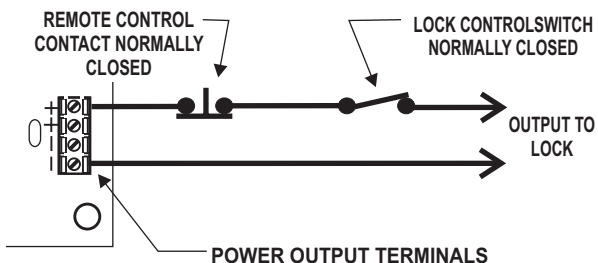 REMOTE CONTROL
CONTACT NORMALLY
CLOSED
LOCK CONTROLSWITCH
NORMALLY CLOSED
+
+
−
−
OUTPUT TO
LOCK
POWER OUTPUT TERMINALS